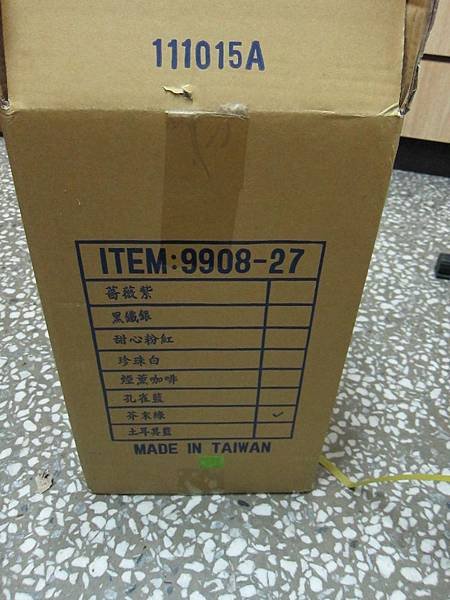 111015A
ITEM:9908-27
薔薇紫
黑鐵銀
甜心粉紅
珍珠白
煙薰咖啡
孔雀藍
芥末綠 ✓
土耳其藍
MADE IN TAIWAN